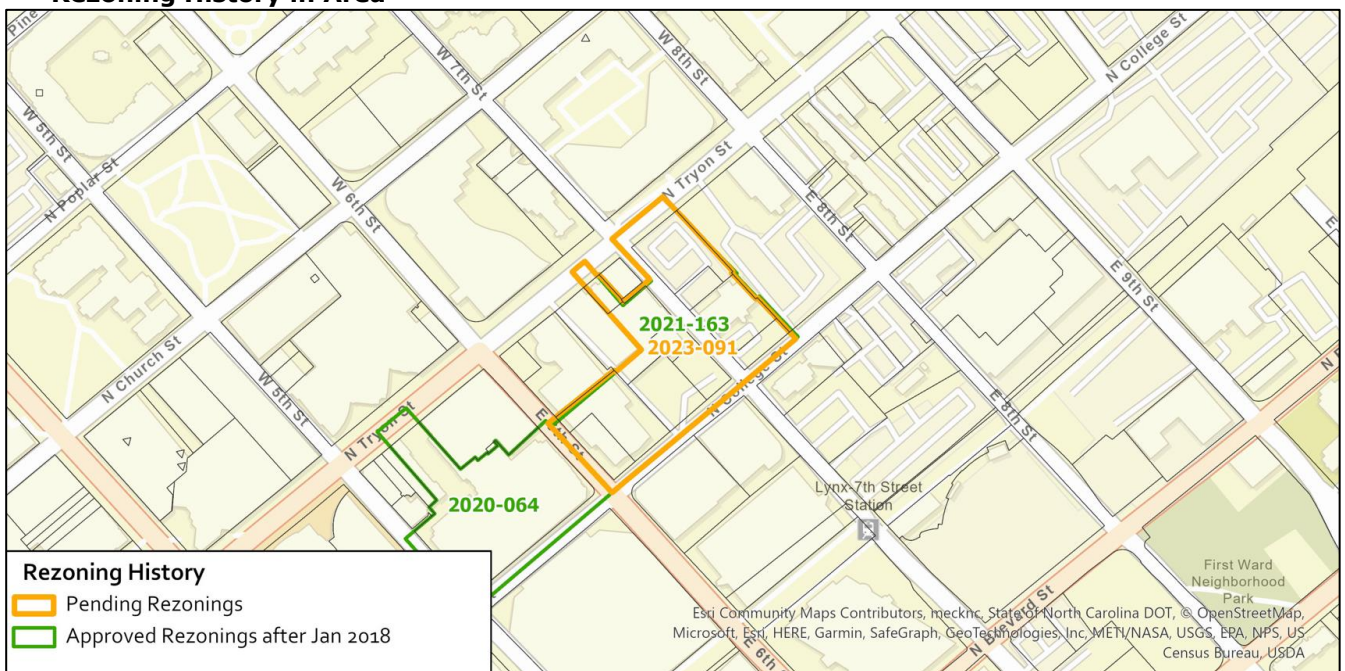 Rezoning History in Area
Pine
W 5th St
N Poplar St
W 6th St
W 7th St
W 8th St
N College St
N Tryon St
E 8th St
E 9th St
2021-163
2023-091
N Church St
W 5th St
N Tryon St
N College St
E 8th St
2020-064
Lynx-7th Street
Station
First Ward
Neighborhood
Park
N Brevard St
E 6th
Rezoning History
Pending Rezonings
Approved Rezonings after Jan 2018
Esri Community Maps Contributors, mecknc, State of North Carolina DOT, © OpenStreetMap,
Microsoft, Esri, HERE, Garmin, SafeGraph, GeoTechnologies, Inc, METI/NASA, USGS, EPA, NPS, US
Census Bureau, USDA